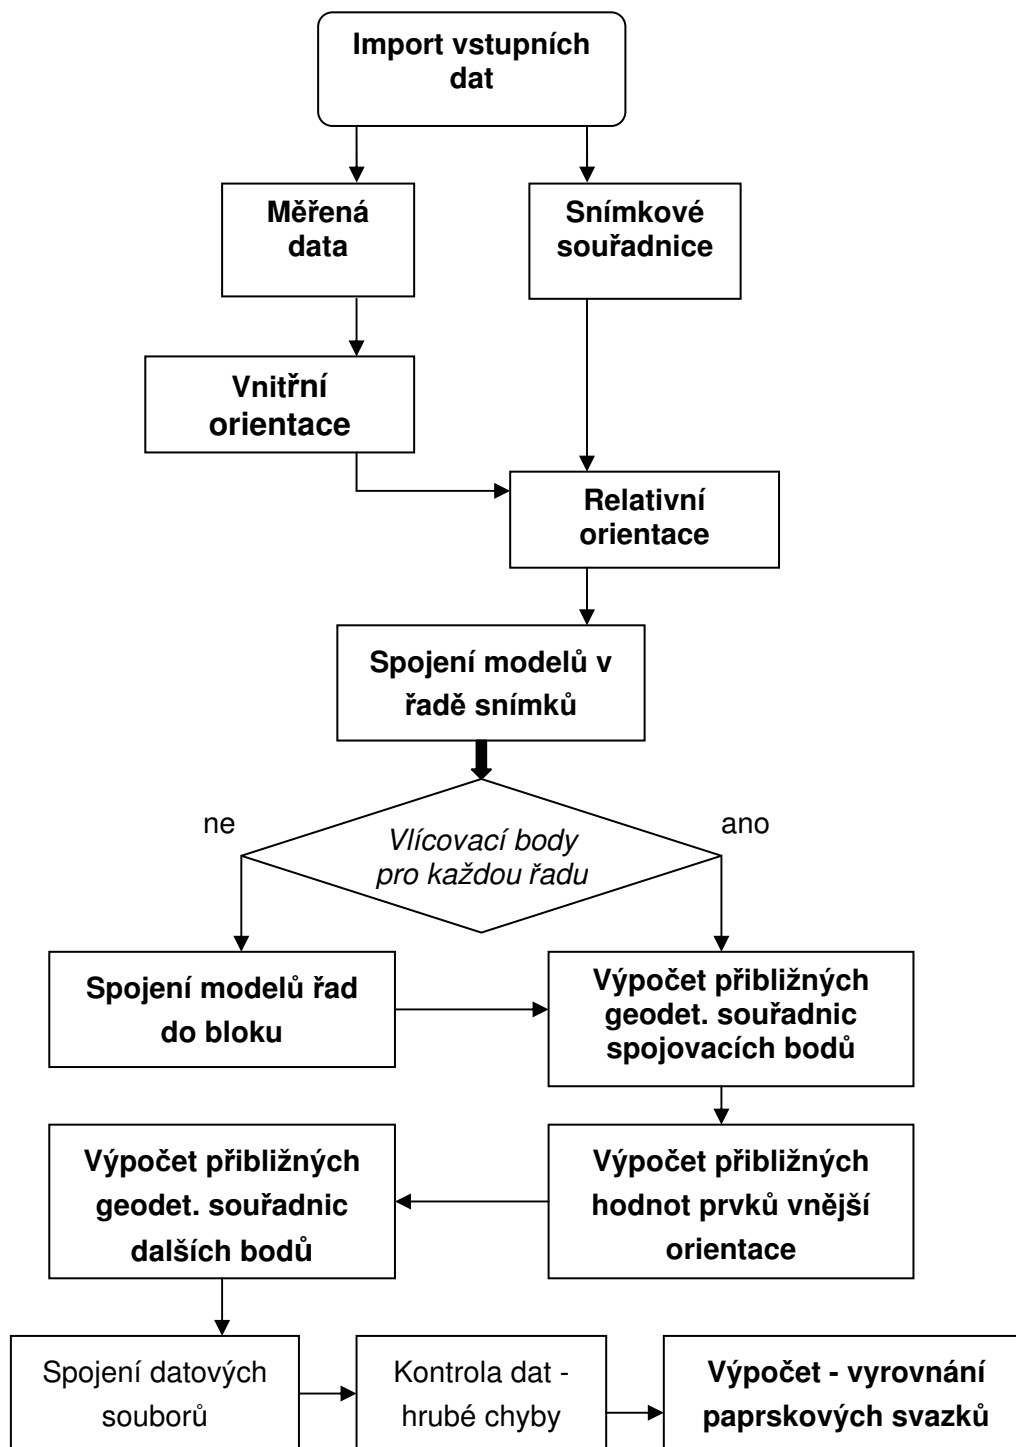 Import vstupních
dat
Měřená
data
Snímkové
souřadnice
Vnitřní
orientace
Relativní
orientace
Spojení modelů v
řadě snímků
ne
ano
Vlícovací body
pro každou řadu
Spojení modelů řad
do bloku
Výpočet přibližných
geodet. souřadnic
spojovacích bodů
Výpočet přibližných
geodet. souřadnic
dalších bodů
Výpočet přibližných
hodnot prvků vnější
orientace
Spojení datových
souborů
Kontrola dat -
hrubé chyby
Výpočet - vyrovnání
paprskových svazků